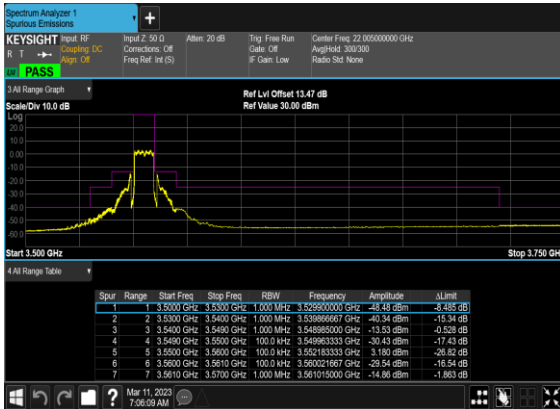 Spectrum Analyzer 1
Spurious Emissions
+
KEYSIGHT Input: RF Input Z: 50 Ω Atten: 20 dB Trig: Free Run Center Freq: 22.005000000 GHz
R T Coupling: DC Corrections: Off Gate: Off Avg|Hold: 300/300
Align: Off Freq Ref: Int (S) IF Gain: Low Radio Std: None
PASS
3 All Range Graph
Ref Lvl Offset 13.47 dB
Scale/Div 10.0 dB Ref Value 30.00 dBm
Log
20.0
10.0
0.00
-10.0
-20.0
-30.0
-40.0
-50.0
-60.0
Start 3.500 GHz Stop 3.750 GH
4 All Range Table
Spur Range Start Freq Stop Freq RBW Frequency Amplitude ΔLimit
1 1 3.5000 GHz 3.5300 GHz 1.000 MHz 3.529900000 GHz -48.48 dBm -8.485 dB
2 2 3.5300 GHz 3.5400 GHz 1.000 MHz 3.539866667 GHz -40.34 dBm -15.34 dB
3 3 3.5400 GHz 3.5490 GHz 1.000 MHz 3.548985000 GHz -13.53 dBm -0.528 dB
4 4 3.5490 GHz 3.5500 GHz 100.0 kHz 3.549963333 GHz -30.43 dBm -17.43 dB
5 5 3.5500 GHz 3.5600 GHz 100.0 kHz 3.552183333 GHz 3.180 dBm -26.82 dB
6 6 3.5600 GHz 3.5610 GHz 100.0 kHz 3.560021667 GHz -29.54 dBm -16.54 dB
7 7 3.5610 GHz 3.5700 GHz 1.000 MHz 3.561015000 GHz -14.86 dBm -1.863 dB
? Mar 11, 2023
7:06:09 AM